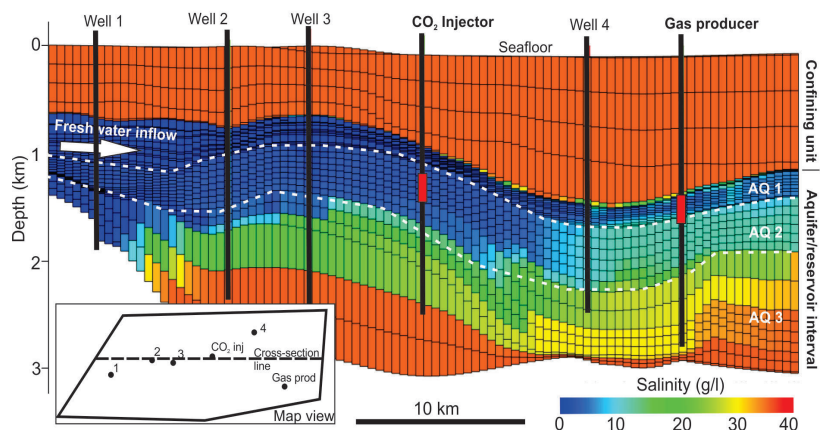 Well 1
Well 2
Well 3
CO₂ Injector
Well 4
Gas producer
Seafloor
0
1
2
3
Depth (km)
Fresh water inflow
AQ 1
AQ 2
AQ 3
Confining unit
Aquifer/reservoir interval
1
2
3
CO₂ inj
4
Cross-section
line
Gas prod
Map view
10 km
Salinity (g/l)
0 10 20 30 40